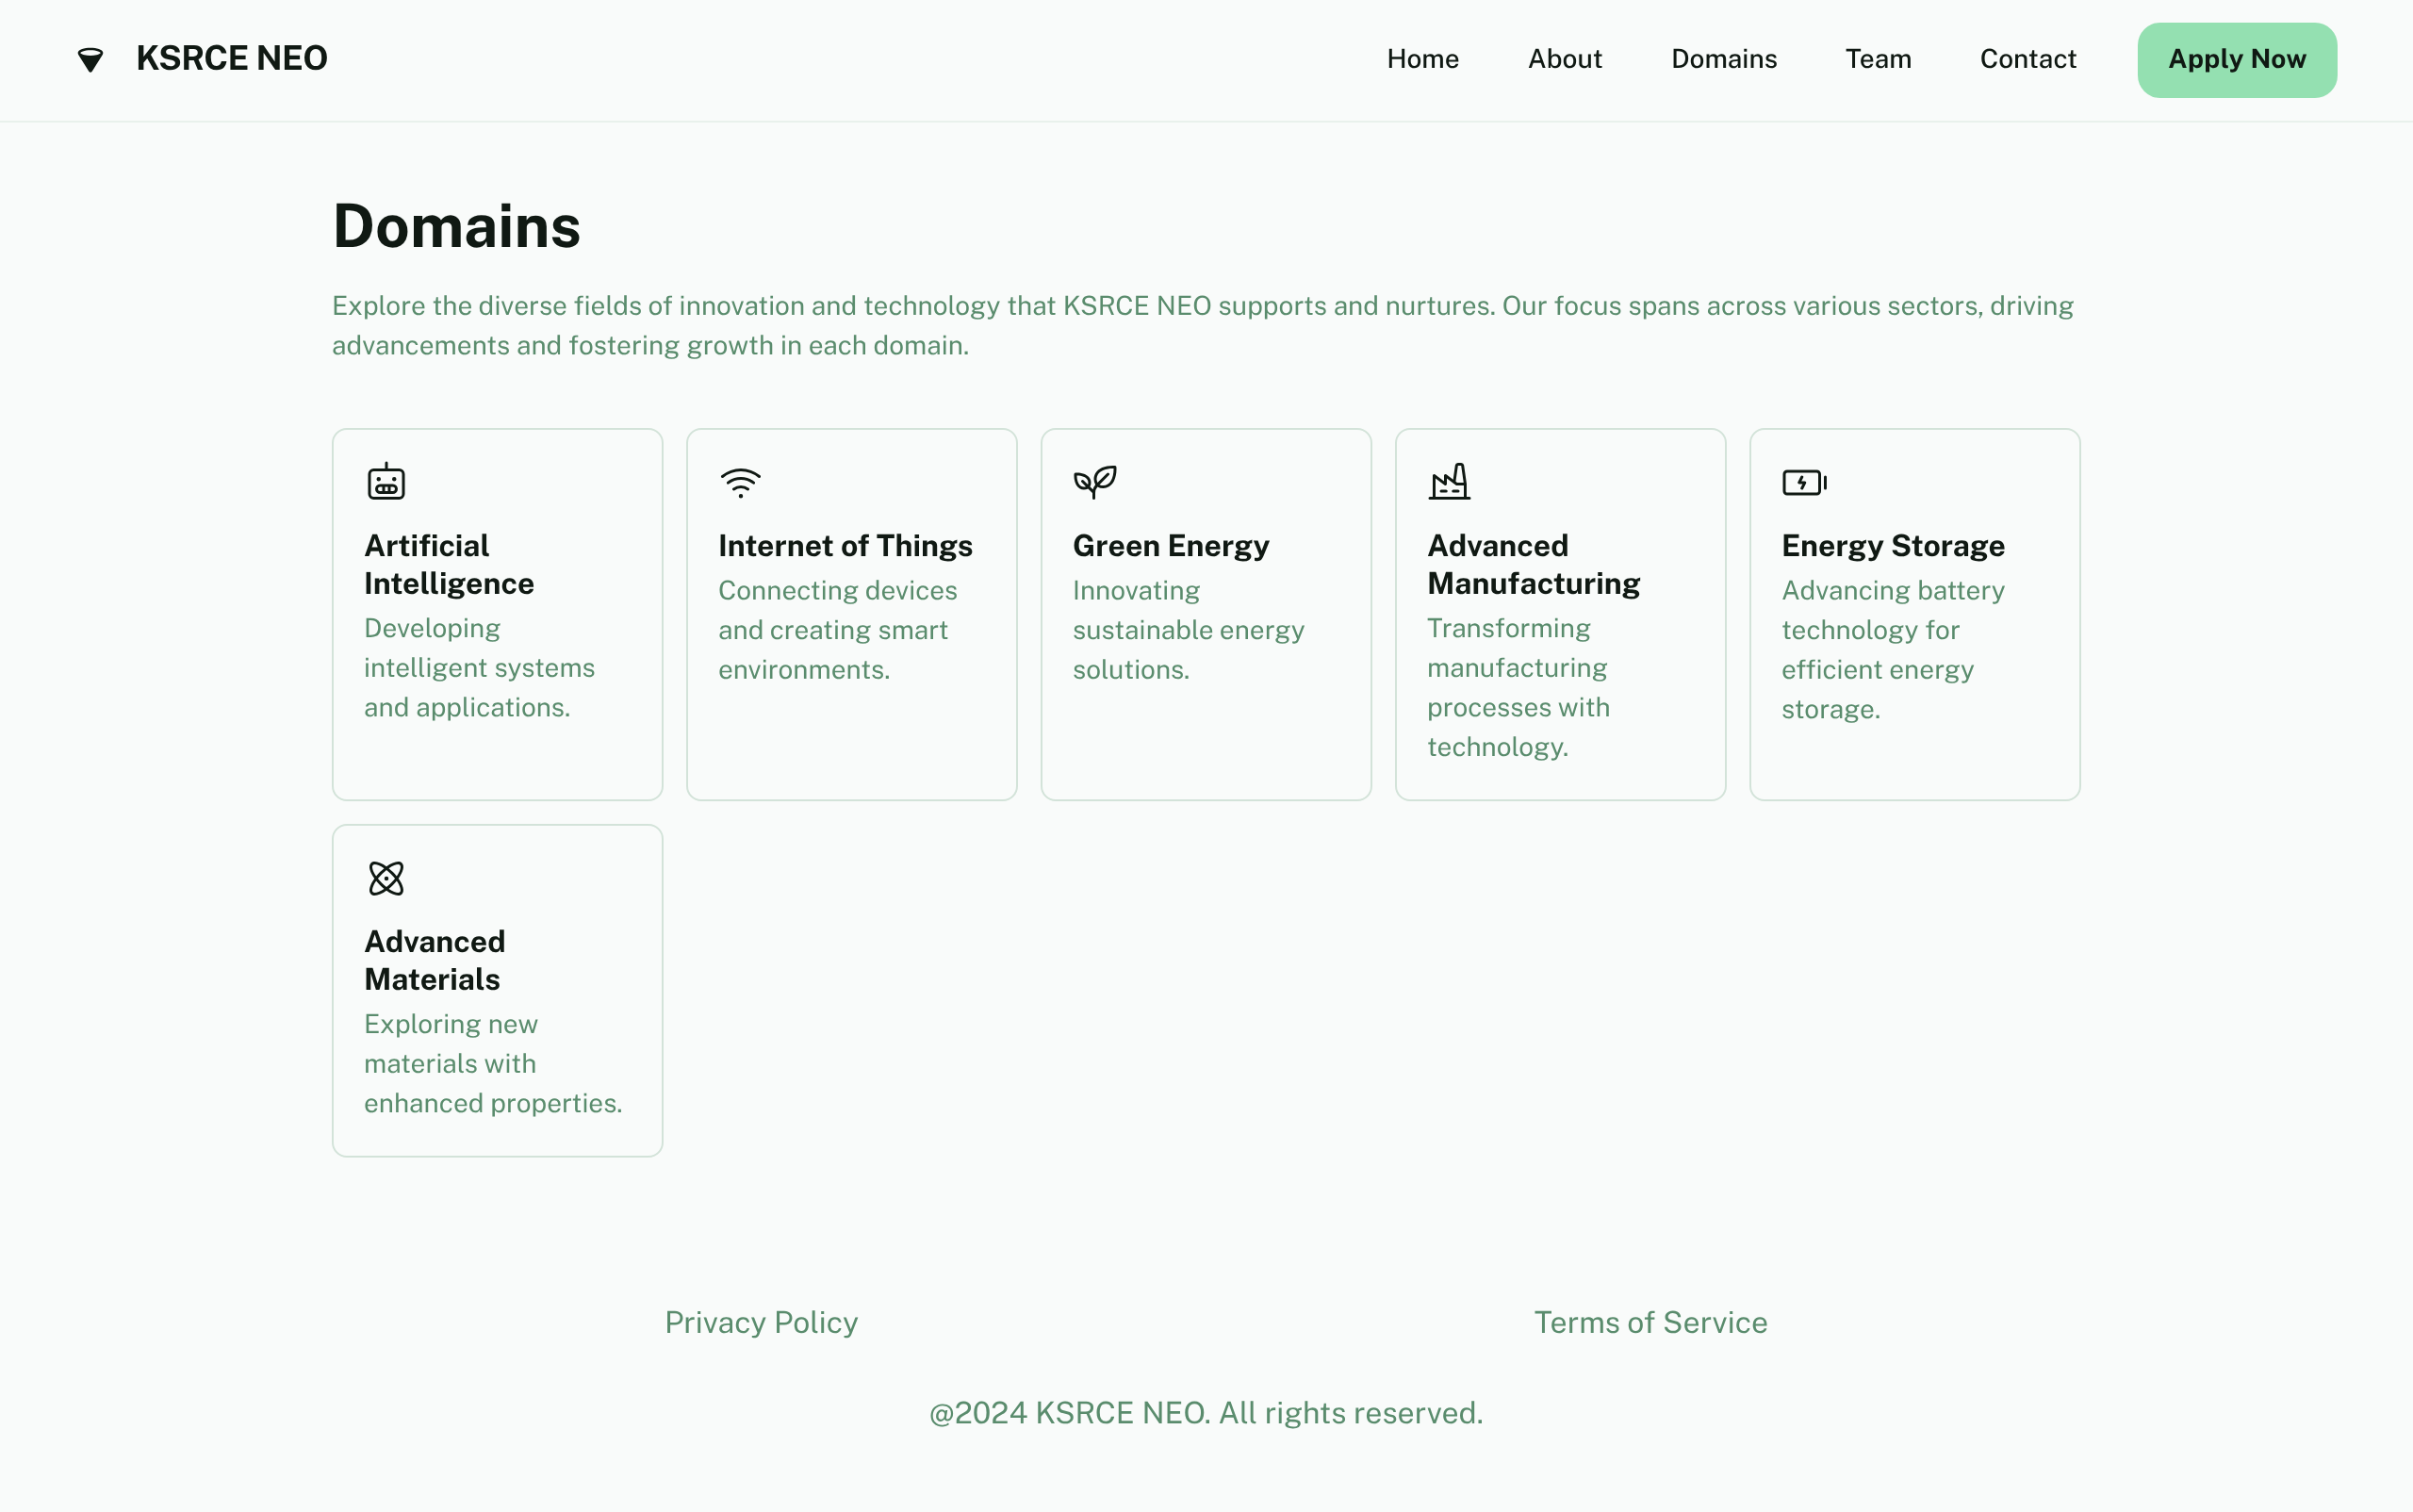 KSRCE NEO
Home
About
Domains
Team
Contact
Apply Now
Domains
Explore the diverse fields of innovation and technology that KSRCE NEO supports and nurtures. Our focus spans across various sectors, driving
advancements and fostering growth in each domain.
Artificial
Intelligence
Developing
intelligent systems
and applications.
Internet of Things
Connecting devices
and creating smart
environments.
Green Energy
Innovating
sustainable energy
solutions.
Advanced
Manufacturing
Transforming
manufacturing
processes with
technology.
Energy Storage
Advancing battery
technology for
efficient energy
storage.
Advanced
Materials
Exploring new
materials with
enhanced properties.
Privacy Policy
Terms of Service
@2024 KSRCE NEO. All rights reserved.